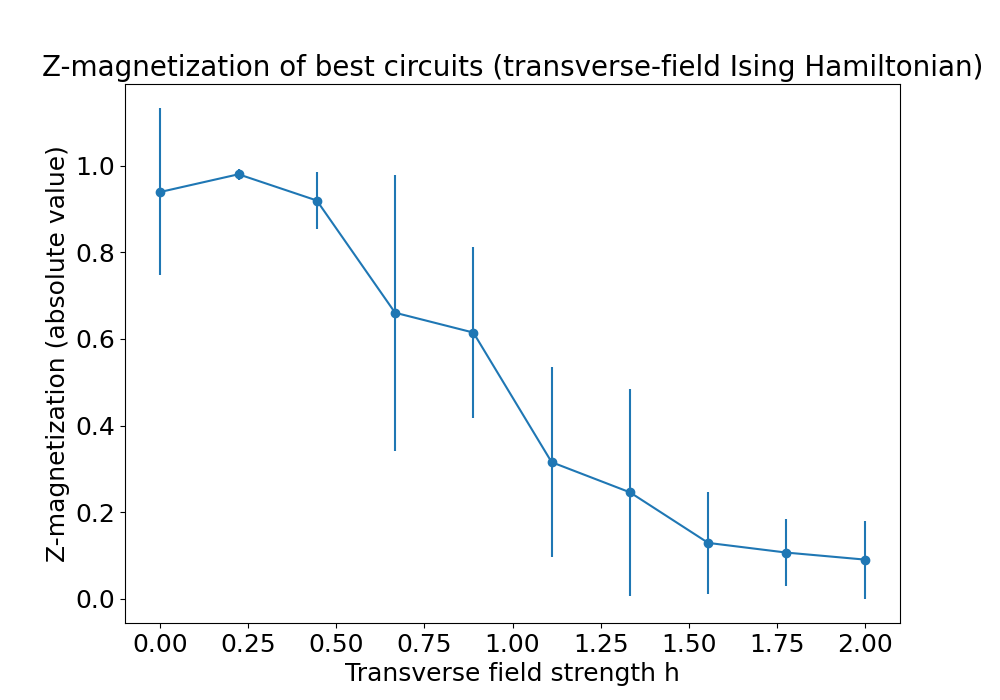 Z-magnetization of best circuits (transverse-field Ising Hamiltonian)
Z-magnetization (absolute value)
1.0
0.8
0.6
0.4
0.2
0.0
0.00 0.25 0.50 0.75 1.00 1.25 1.50 1.75 2.00
Transverse field strength h